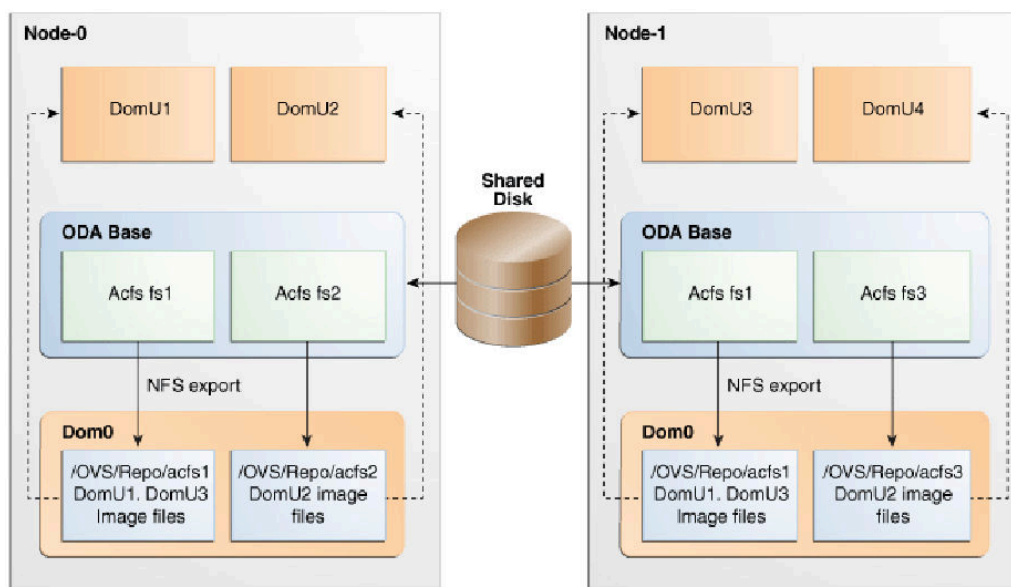 Node-0
DomU1
DomU2
ODA Base
Acfs fs1
Acfs fs2
NFS export
Dom0
/OVS/Repo/acfs1
DomU1. DomU3
Image files
/OVS/Repo/acfs2
DomU2 image
files
Shared
Disk
Node-1
DomU3
DomU4
ODA Base
Acfs fs1
Acfs fs3
NFS export
Dom0
/OVS/Repo/acfs1
DomU1. DomU3
Image files
/OVS/Repo/acfs3
DomU2 image
files